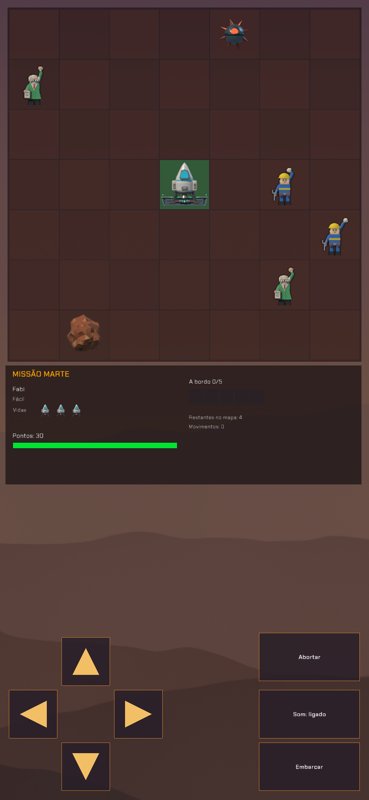 MISSÃO MARTE
Fabi
Fácil
Vidas
Pontos: 30
A bordo 0/5
Restantes no mapa: 4
Movimentos: 0
Abortar
Som: ligado
Embarcar